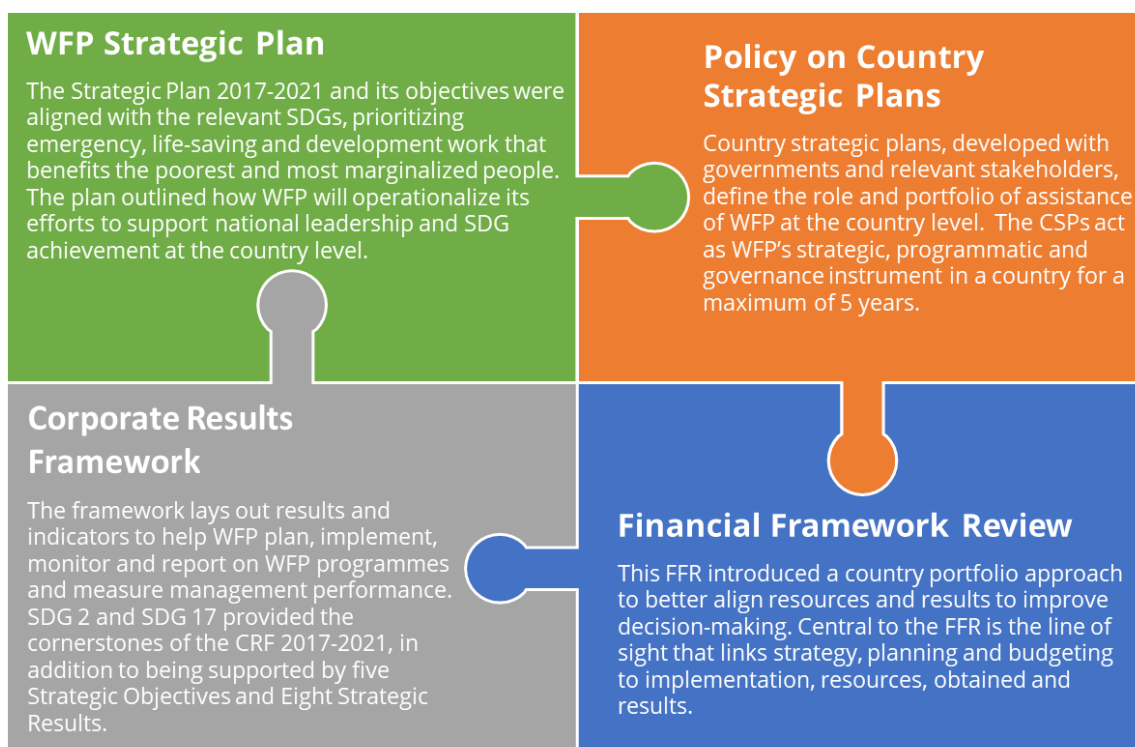 WFP Strategic Plan
The Strategic Plan 2017-2021 and its objectives were
aligned with the relevant SDGs, prioritizing
emergency, life-saving and development work that
benefits the poorest and most marginalized people.
The plan outlined how WFP will operationalize its
efforts to support national leadership and SDG
achievement at the country level.
Policy on Country
Strategic Plans
Country strategic plans, developed with
governments and relevant stakeholders,
define the role and portfolio of assistance
of WFP at the country level.  The CSPs act
as WFP's strategic, programmatic and
governance instrument in a country for a
maximum of 5 years.
Corporate Results
Framework
The framework lays out results and
indicators to help WFP plan, implement,
monitor and report on WFP programmes
and measure management performance.
SDG 2 and SDG 17 provided the
cornerstones of the CRF 2017-2021, in
addition to being supported by five
Strategic Objectives and Eight Strategic
Results.
Financial Framework Review
This FFR introduced a country portfolio approach
to better align resources and results to improve
decision-making. Central to the FFR is the line of
sight that links strategy, planning and budgeting
to implementation, resources, obtained and
results.